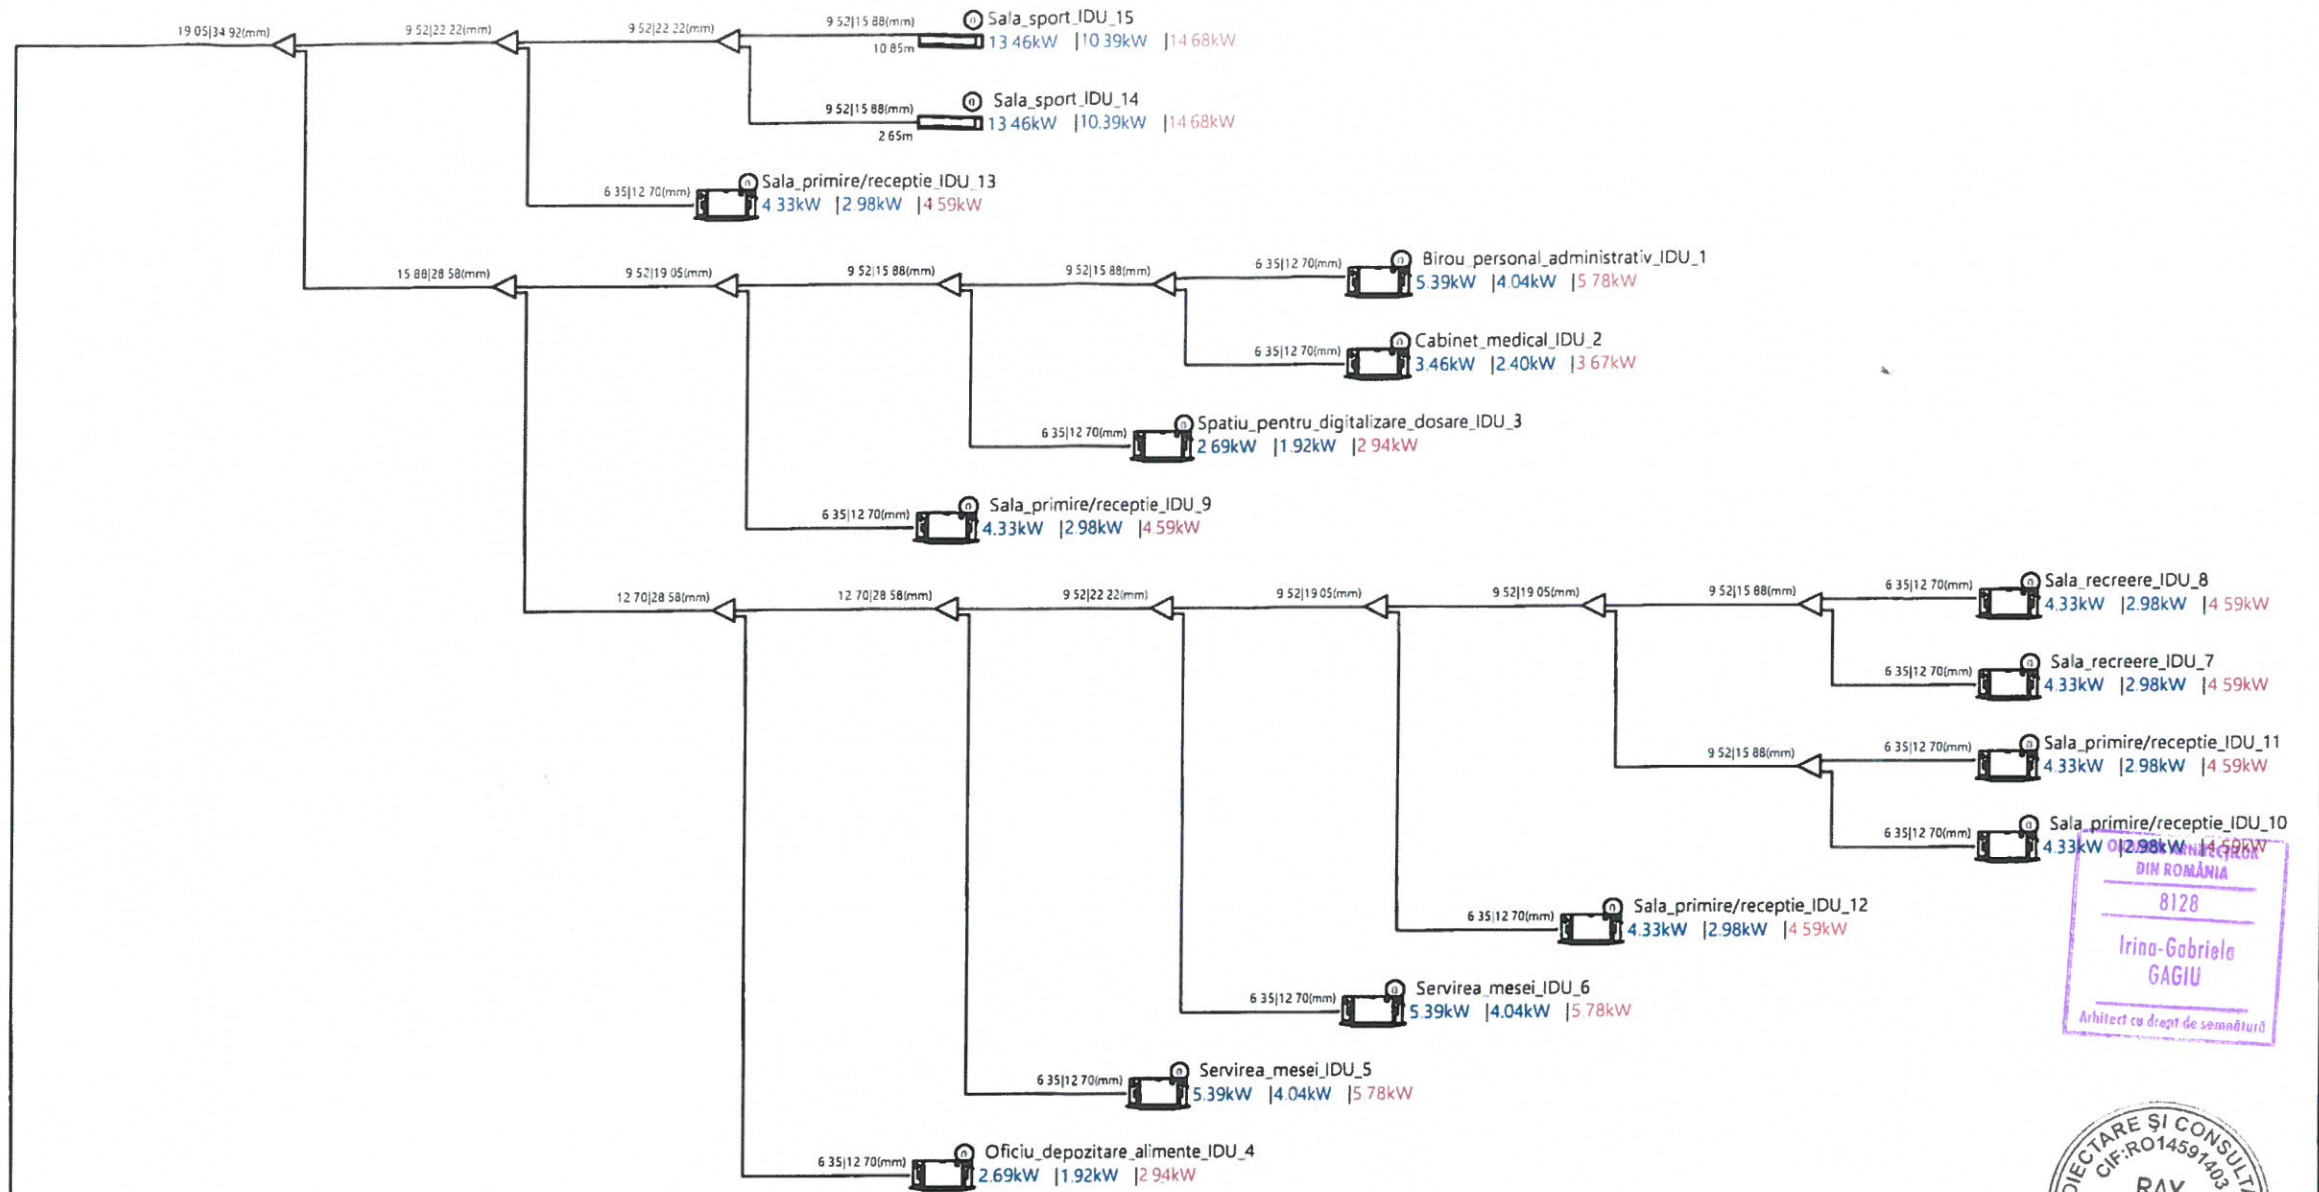 19 05|34 92(mm)
9 52|22 22(mm)
9 52|22 22(mm)
9 52|15 88(mm)
10 85m
Sala_sport_IDU_15
13 46kW |10 39kW |14 68kW
9 52|15 88(mm)
2 65m
Sala_sport_IDU_14
13 46kW |10.39kW |14 68kW
6 35|12 70(mm)
Sala_primire/receptie_IDU_13
4 33kW |2 98kW |4 59kW
15 88|28 58(mm)
9 52|19 05(mm)
9 52|15 88(mm)
9 52|15 88(mm)
6 35|12 70(mm)
Birou_personal_administrativ_IDU_1
5.39kW |4.04kW |5 78kW
6 35|12 70(mm)
Cabinet_medical_IDU_2
3.46kW |2.40kW |3 67kW
6 35|12 70(mm)
Spatiu_pentru_digitalizare_dosare_IDU_3
2 69kW |1.92kW |2 94kW
6 35|12 70(mm)
Sala_primire/receptie_IDU_9
4.33kW |2.98kW |4 59kW
12 70|28 58(mm)
12 70|28 58(mm)
9 52|22 22(mm)
9 52|19 05(mm)
9 52|19 05(mm)
9 52|15 88(mm)
6 35|12 70(mm)
Sala_recreere_IDU_8
4.33kW |2.98kW |4 59kW
6 35|12 70(mm)
Sala_recreere_IDU_7
4.33kW |2.98kW |4 59kW
9 52|15 88(mm)
6 35|12 70(mm)
Sala_primire/receptie_IDU_11
4.33kW |2.98kW |4 59kW
6 35|12 70(mm)
Sala_primire/receptie_IDU_10
4.33kW |2.98kW |4.59kW
DIN ROMÂNIA
8128
Irina-Gabriela
GAGIU
Arhitect cu drept de semnătură
6 35|12 70(mm)
Sala_primire/receptie_IDU_12
4.33kW |2.98kW |4 59kW
6 35|12 70(mm)
Servirea_mesei_IDU_6
5.39kW |4.04kW |5.78kW
6 35|12 70(mm)
Servirea_mesei_IDU_5
5.39kW |4.04kW |5 78kW
6 35|12 70(mm)
Oficiu_depozitare_alimente_IDU_4
2.69kW |1.92kW |2 94kW
ŞI
CIF:RO14591403
RAY